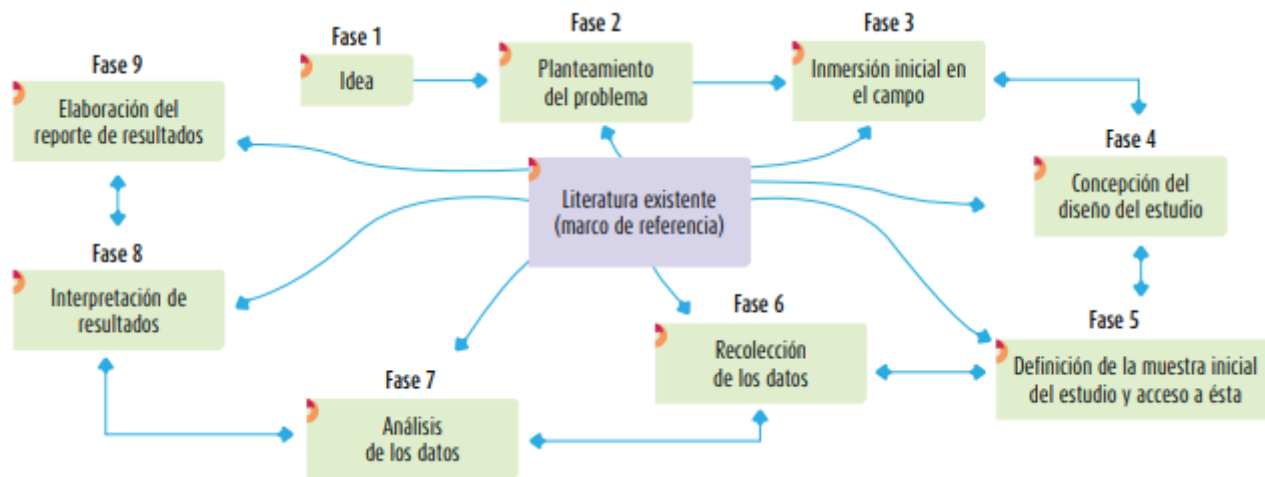 Fase 1
Idea
Fase 2
Planteamiento
del problema
Fase 3
Inmersión inicial en
el campo
Fase 4
Concepción del
diseño del estudio
Fase 5
Definición de la muestra inicial
del estudio y acceso a ésta
Fase 6
Recolección
de los datos
Fase 7
Análisis
de los datos
Fase 8
Interpretación de
resultados
Fase 9
Elaboración del
reporte de resultados
Literatura existente
(marco de referencia)